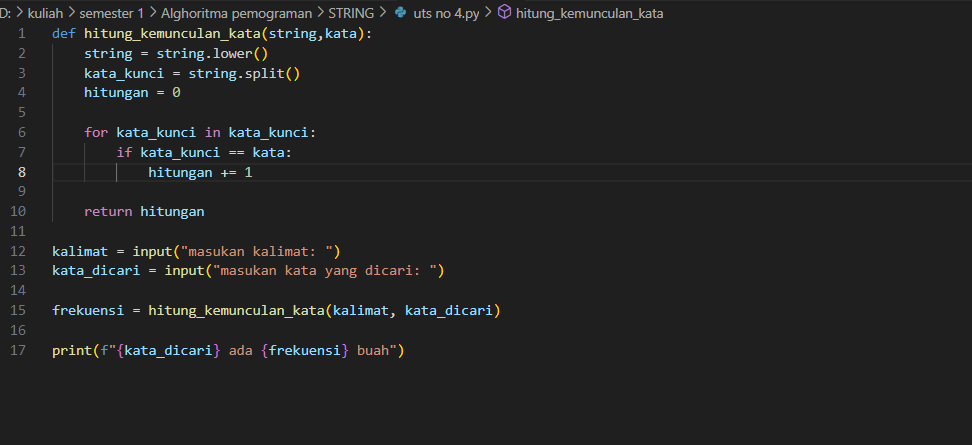 D: > kuliah > semester 1 > Alghoritma pemograman > STRING > uts no 4.py > hitung_kemunculan_kata
1 def hitung_kemunculan_kata(string,kata):
2     string = string.lower()
3     kata_kunci = string.split()
4     hitungan = 0
5
6     for kata_kunci in kata_kunci:
7         if kata_kunci == kata:
8             hitungan += 1
9
10     return hitungan
11
12 kalimat = input("masukan kalimat: ")
13 kata_dicari = input("masukan kata yang dicari: ")
14
15 frekuensi = hitung_kemunculan_kata(kalimat, kata_dicari)
16
17 print(f"{kata_dicari} ada {frekuensi} buah")